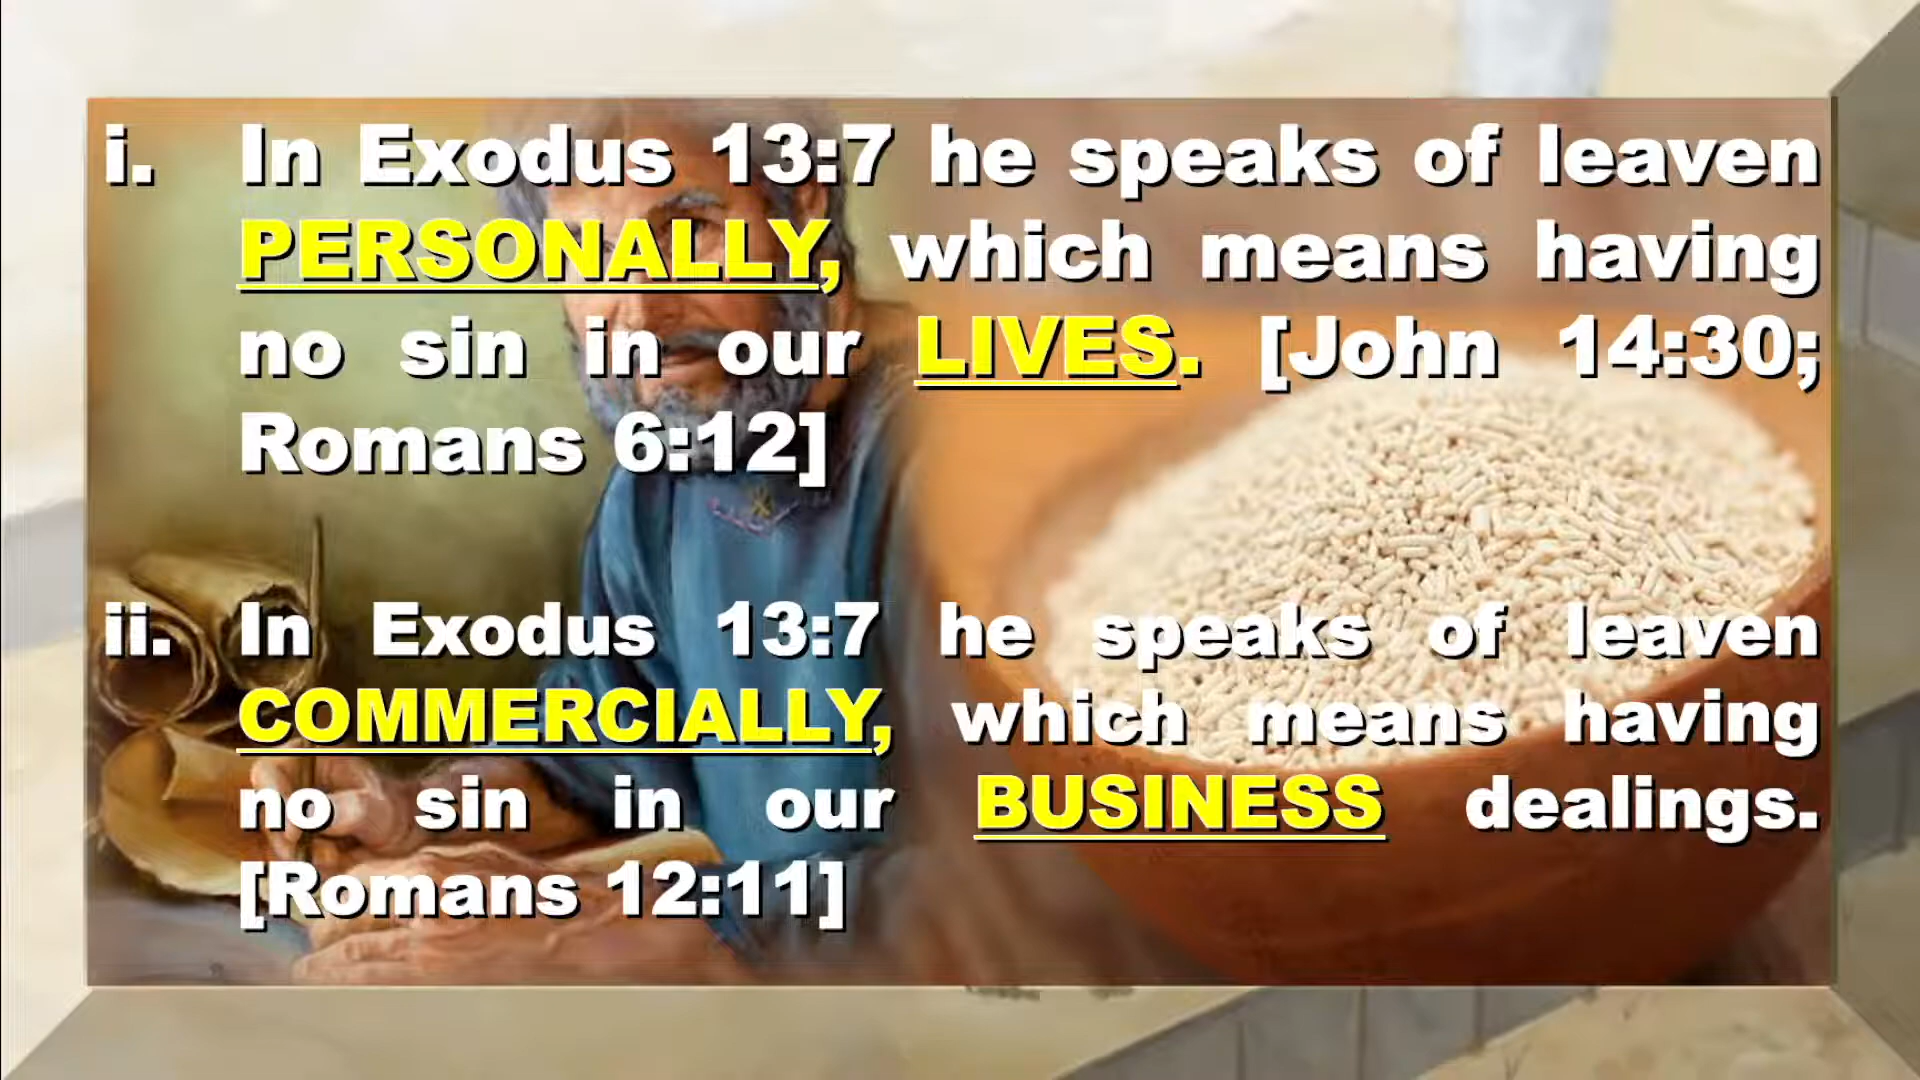 i. In Exodus 13:7 he speaks of leaven
PERSONALLY, which means having
no sin in our LIVES. [John 14:30;
Romans 6:12]
ii. In Exodus 13:7 he speaks of leaven
COMMERCIALLY, which means having
no sin in our BUSINESS dealings.
[Romans 12:11]